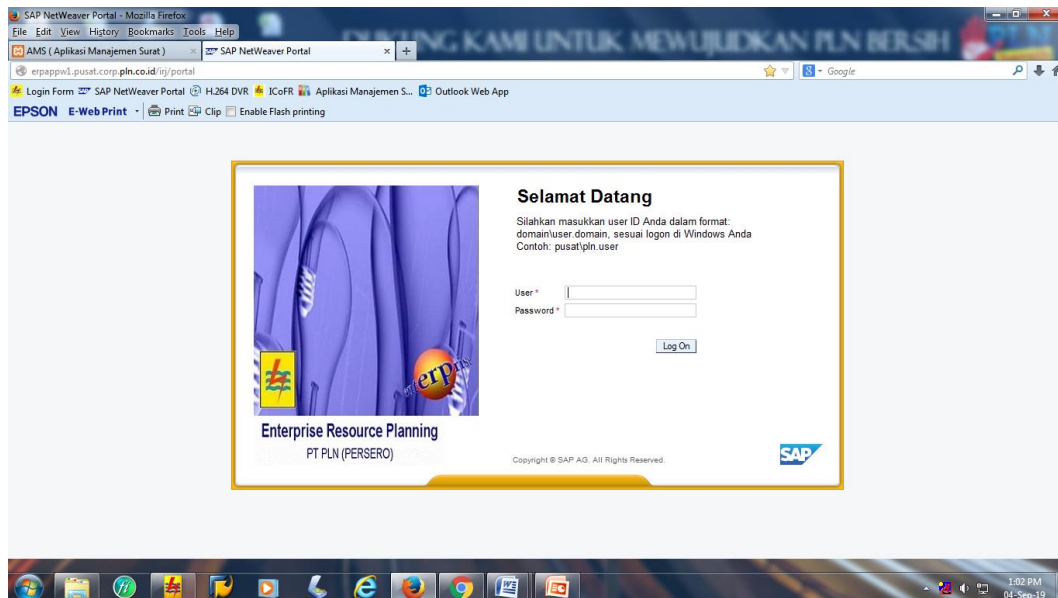 SAP NetWeaver Portal - Mozilla Firefox
File Edit View History Bookmarks Tools Help
KAMI UNTUK MEWUJUDKAN PLN BERSIH
AMS ( Aplikasi Manajemen Surat ) × SAP NetWeaver Portal × +
erpappw1.pusat.corp.pln.co.id/irj/portal
Google
Login Form SAP NetWeaver Portal H.264 DVR ICoFR Aplikasi Manajemen S... Outlook Web App
EPSON E-Web Print Print Clip Enable Flash printing
Selamat Datang
Silahkan masukkan user ID Anda dalam format:
domain\user.domain, sesuai logon di Windows Anda
Contoh: pusat\pln.user
User *
Password *
Log On
enterprise
Enterprise Resource Planning
PT PLN (PERSERO)
Copyright © SAP AG. All Rights Reserved.
SAP
1:02 PM
04-Sep-19